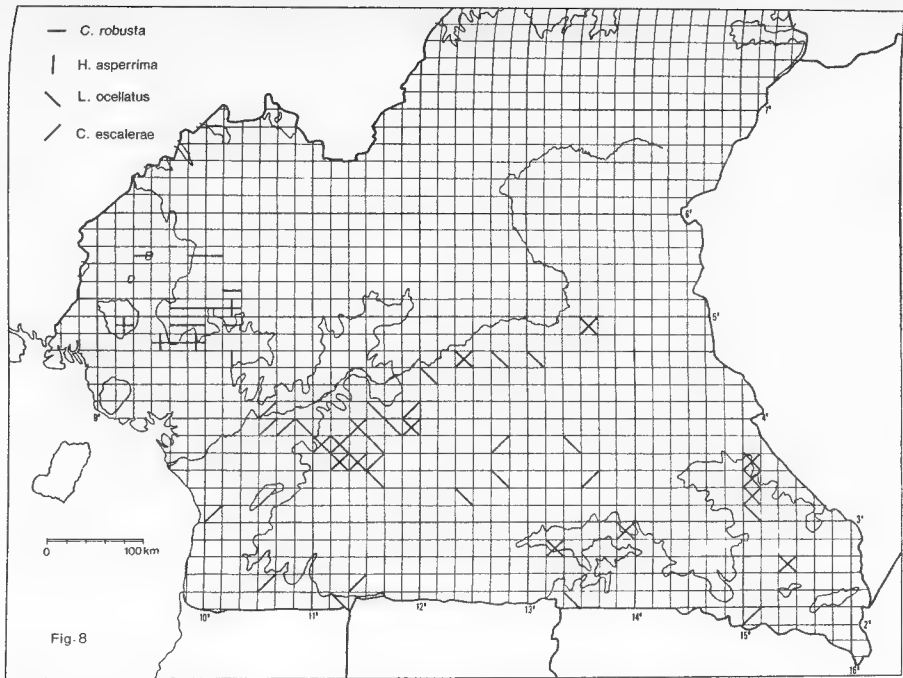 C. robusta
H. asperrima
L. ocellatus
C. escalerae
7°
6°
5°
4°
9°
3°
0 100 km
10° 11° 12° 13° 14° 15° 2°
16°
Fig. 8